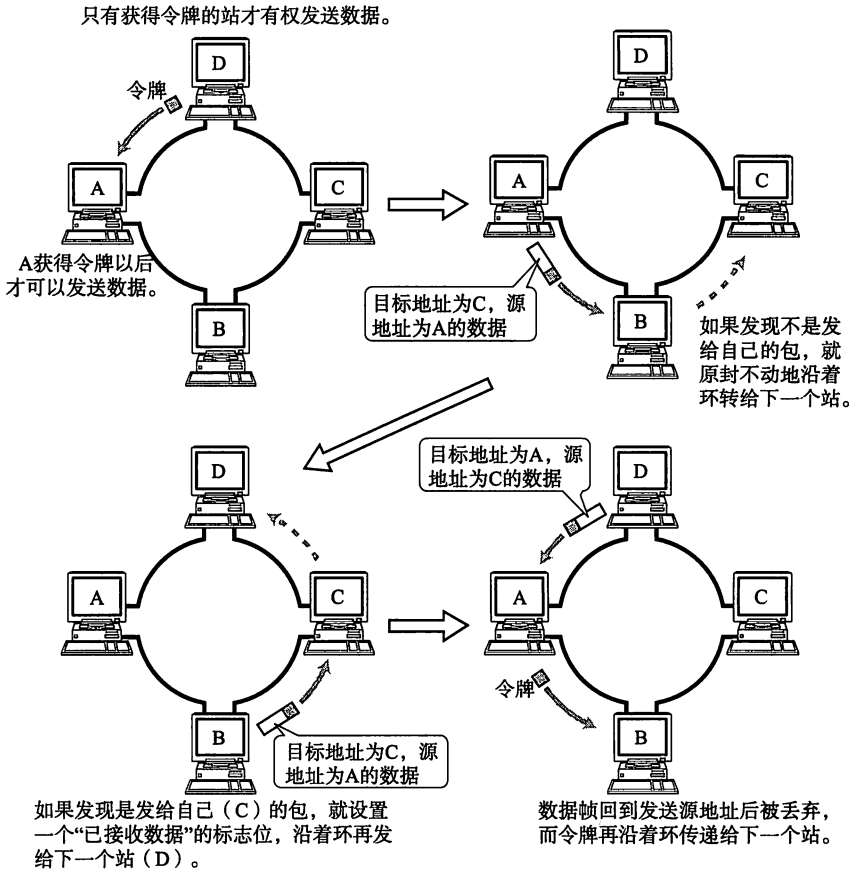 只有获得令牌的站才有权发送数据。
D
令牌
A
C
A获得令牌以后
才可以发送数据。
B
D
A
C
目标地址为C，源
地址为A的数据
B
如果发现不是发
给自己的包，就
原封不动地沿着
环转给下一个站。
D
A
C
B
目标地址为C，源
地址为A的数据
如果发现是发给自己（C）的包，就设置
一个“已接收数据”的标志位，沿着环再发
给下一个站（D）。
目标地址为A，源
地址为C的数据
D
A
C
令牌
B
数据帧回到发送源地址后被丢弃，
而令牌再沿着环传递给下一个站。